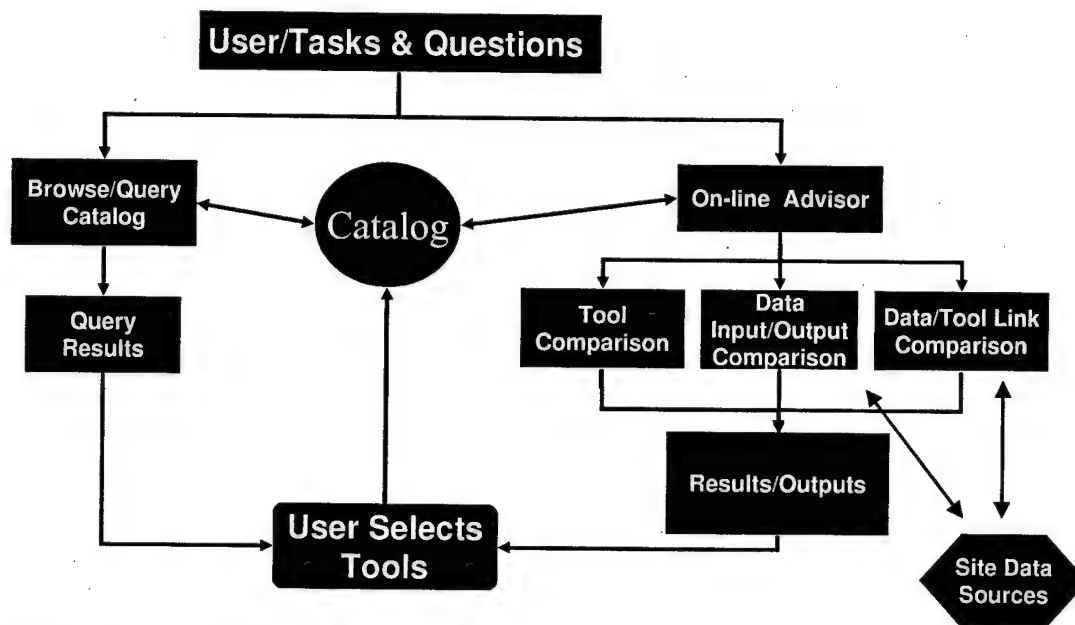 User/Tasks & Questions
Browse/Query
Catalog
Catalog
On-line Advisor
Query
Results
Tool
Comparison
Data
Input/Output
Comparison
Data/Tool Link
Comparison
Results/Outputs
User Selects
Tools
Site Data
Sources